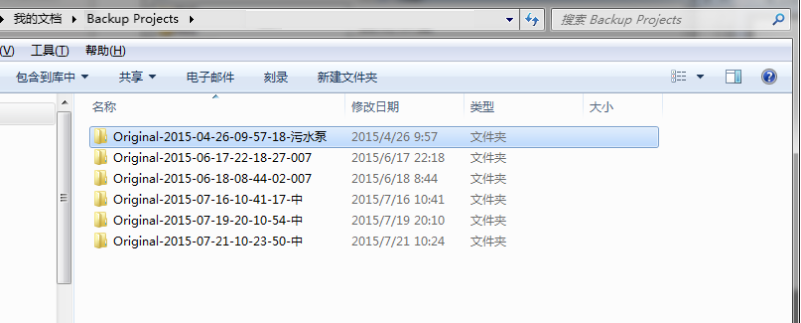 我的文档 ▸ Backup Projects ▸ 搜索 Backup Projects
(V) 工具(T) 帮助(H)
包含到库中 共享 电子邮件 刻录 新建文件夹
名称 修改日期 类型 大小
Original-2015-04-26-09-57-18-污水泵 2015/4/26 9:57 文件夹
Original-2015-06-17-22-18-27-007 2015/6/17 22:18 文件夹
Original-2015-06-18-08-44-02-007 2015/6/18 8:44 文件夹
Original-2015-07-16-10-41-17-中 2015/7/16 10:41 文件夹
Original-2015-07-19-20-10-54-中 2015/7/19 20:10 文件夹
Original-2015-07-21-10-23-50-中 2015/7/21 10:24 文件夹